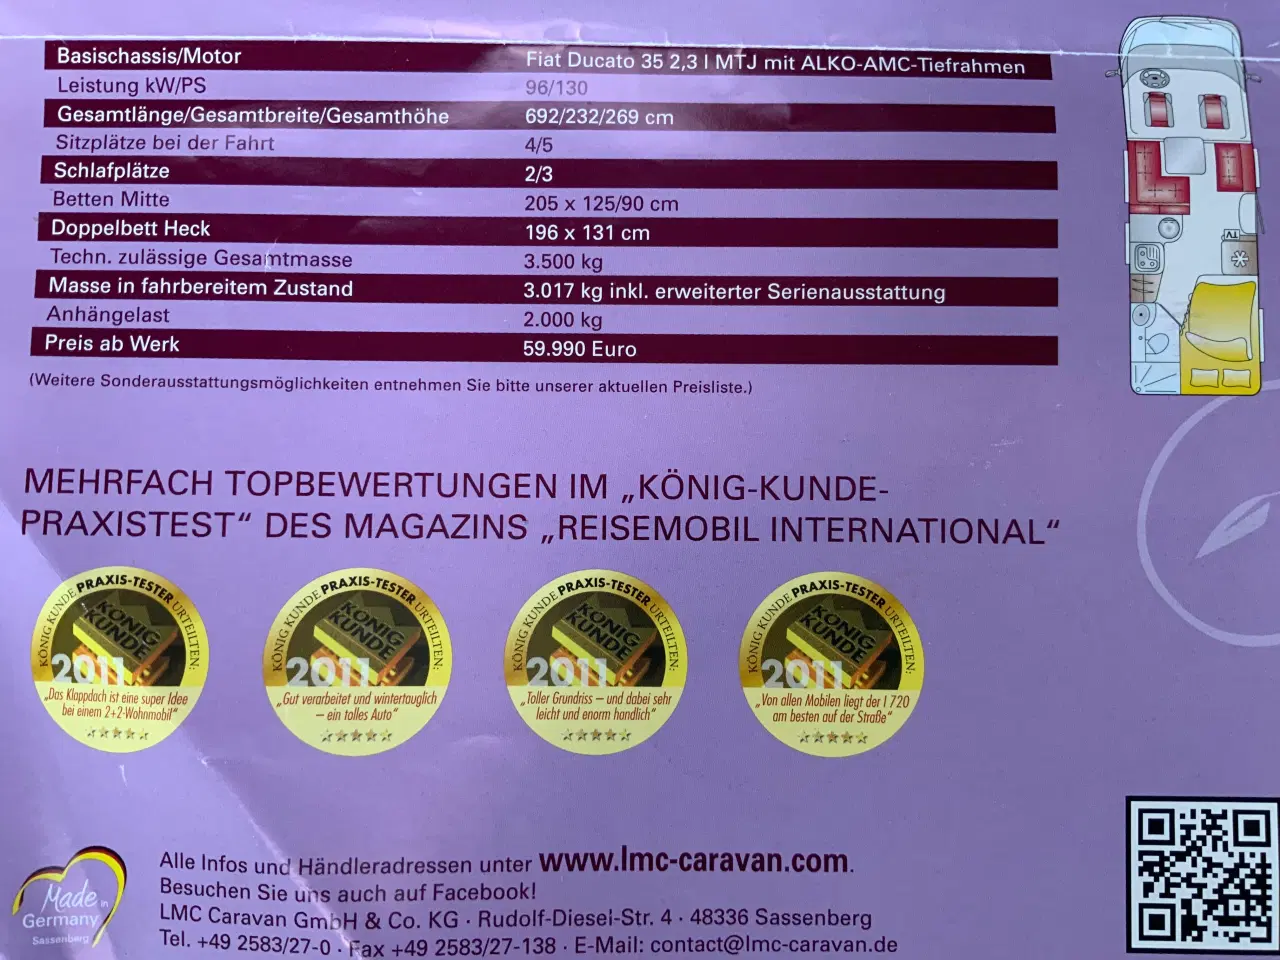 Basischassis/Motor Fiat Ducato 35 2,3 l MTJ mit ALKO-AMC-Tiefrahmen
Leistung kW/PS 96/130
Gesamtlänge/Gesamtbreite/Gesamthöhe 692/232/269 cm
Sitzplätze bei der Fahrt 4/5
Schlafplätze 2/3
Betten Mitte 205 x 125/90 cm
Doppelbett Heck 196 x 131 cm
Techn. zulässige Gesamtmasse 3.500 kg
Masse in fahrbereitem Zustand 3.017 kg inkl. erweiterter Serienausstattung
Anhängelast 2.000 kg
Preis ab Werk 59.990 Euro
(Weitere Sonderausstattungsmöglichkeiten entnehmen Sie bitte unserer aktuellen Preisliste.)
TV
MEHRFACH TOPBEWERTUNGEN IM „KÖNIG-KUNDE-
PRAXISTEST“ DES MAGAZINS „REISEMOBIL INTERNATIONAL“
KÖNIG KUNDE PRAXIS-TESTER URTEILTEN:
KÖNIG
KUNDE
2011
„Das Klappdach ist eine super Idee
bei einem 2+2-Wohnmobil“
KÖNIG KUNDE PRAXIS-TESTER URTEILTEN:
KÖNIG
KUNDE
2011
„Gut verarbeitet und wintertauglich
– ein tolles Auto“
KÖNIG KUNDE PRAXIS-TESTER URTEILTEN:
KÖNIG
KUNDE
2011
„Toller Grundriss – und dabei sehr
leicht und enorm handlich“
KÖNIG KUNDE PRAXIS-TESTER URTEILTEN:
KÖNIG
KUNDE
2011
„Von allen Mobilen liegt der I 720
am besten auf der Straße“
Made in
Germany
Sassenberg
Alle Infos und Händleradressen unter www.lmc-caravan.com.
Besuchen Sie uns auch auf Facebook!
LMC Caravan GmbH & Co. KG · Rudolf-Diesel-Str. 4 · 48336 Sassenberg
Tel. +49 2583/27-0 · Fax +49 2583/27-138 · E-Mail: contact@lmc-caravan.de